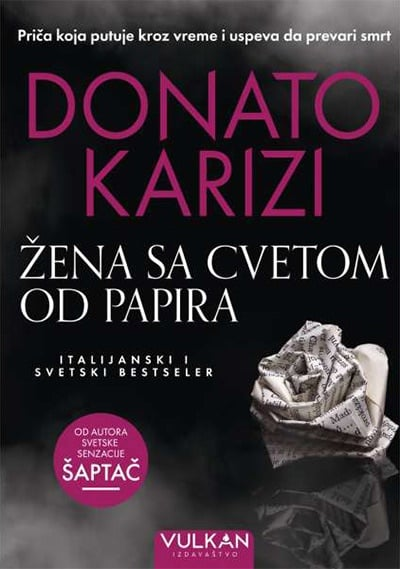 Priča koja putuje kroz vreme i uspeva da prevari smrt
DONATO
KARIZI
ŽENA SA CVETOM
OD PAPIRA
ITALIJANSKI I
SVETSKI BESTSELER
OD AUTORA
SVETSKE
SENZACIJE
ŠAPTAČ
VULKAN
IZDAVAŠTVO